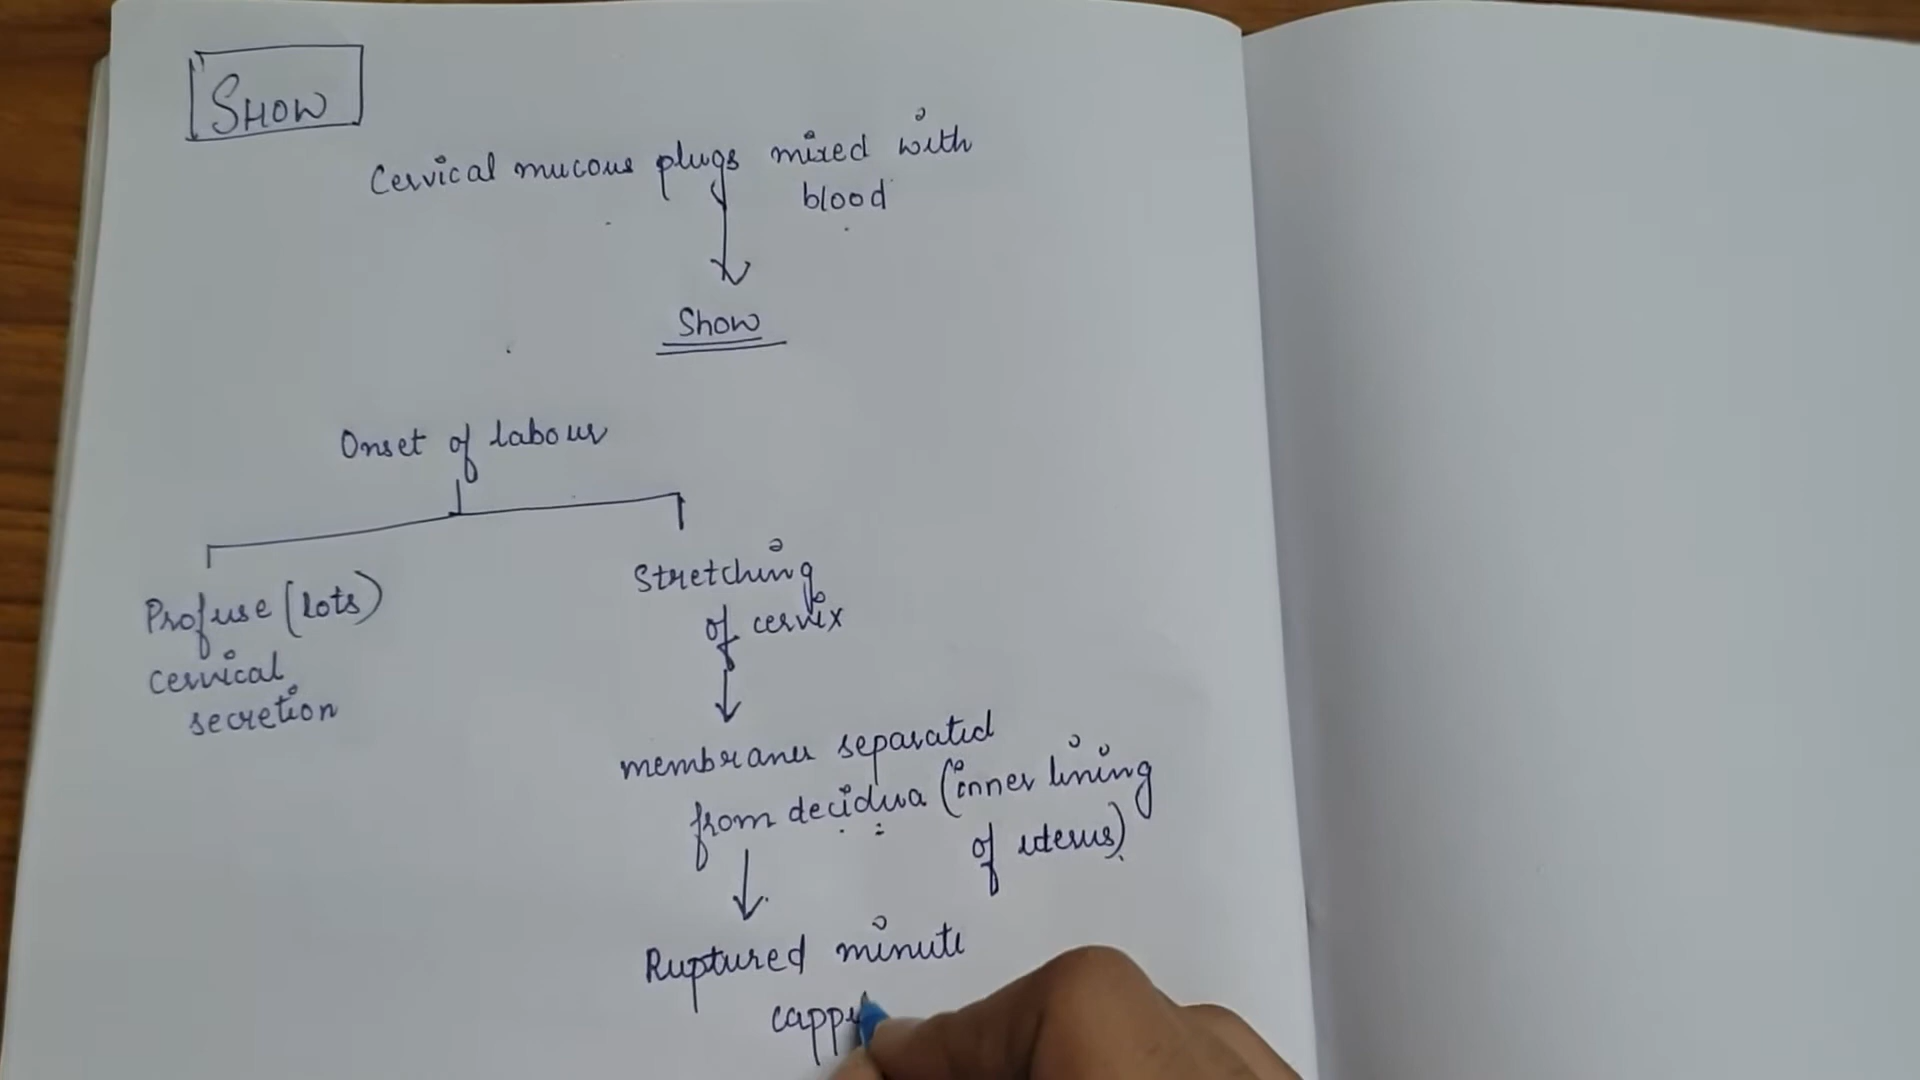 SHOW
Cervical mucous plugs mixed with
blood
Show
Onset of labour
Profuse (lots)
cervical
secretion
Stretching
of cervix
membranes separated
from decidua (inner lining
of uterus)
Ruptured minute
capp